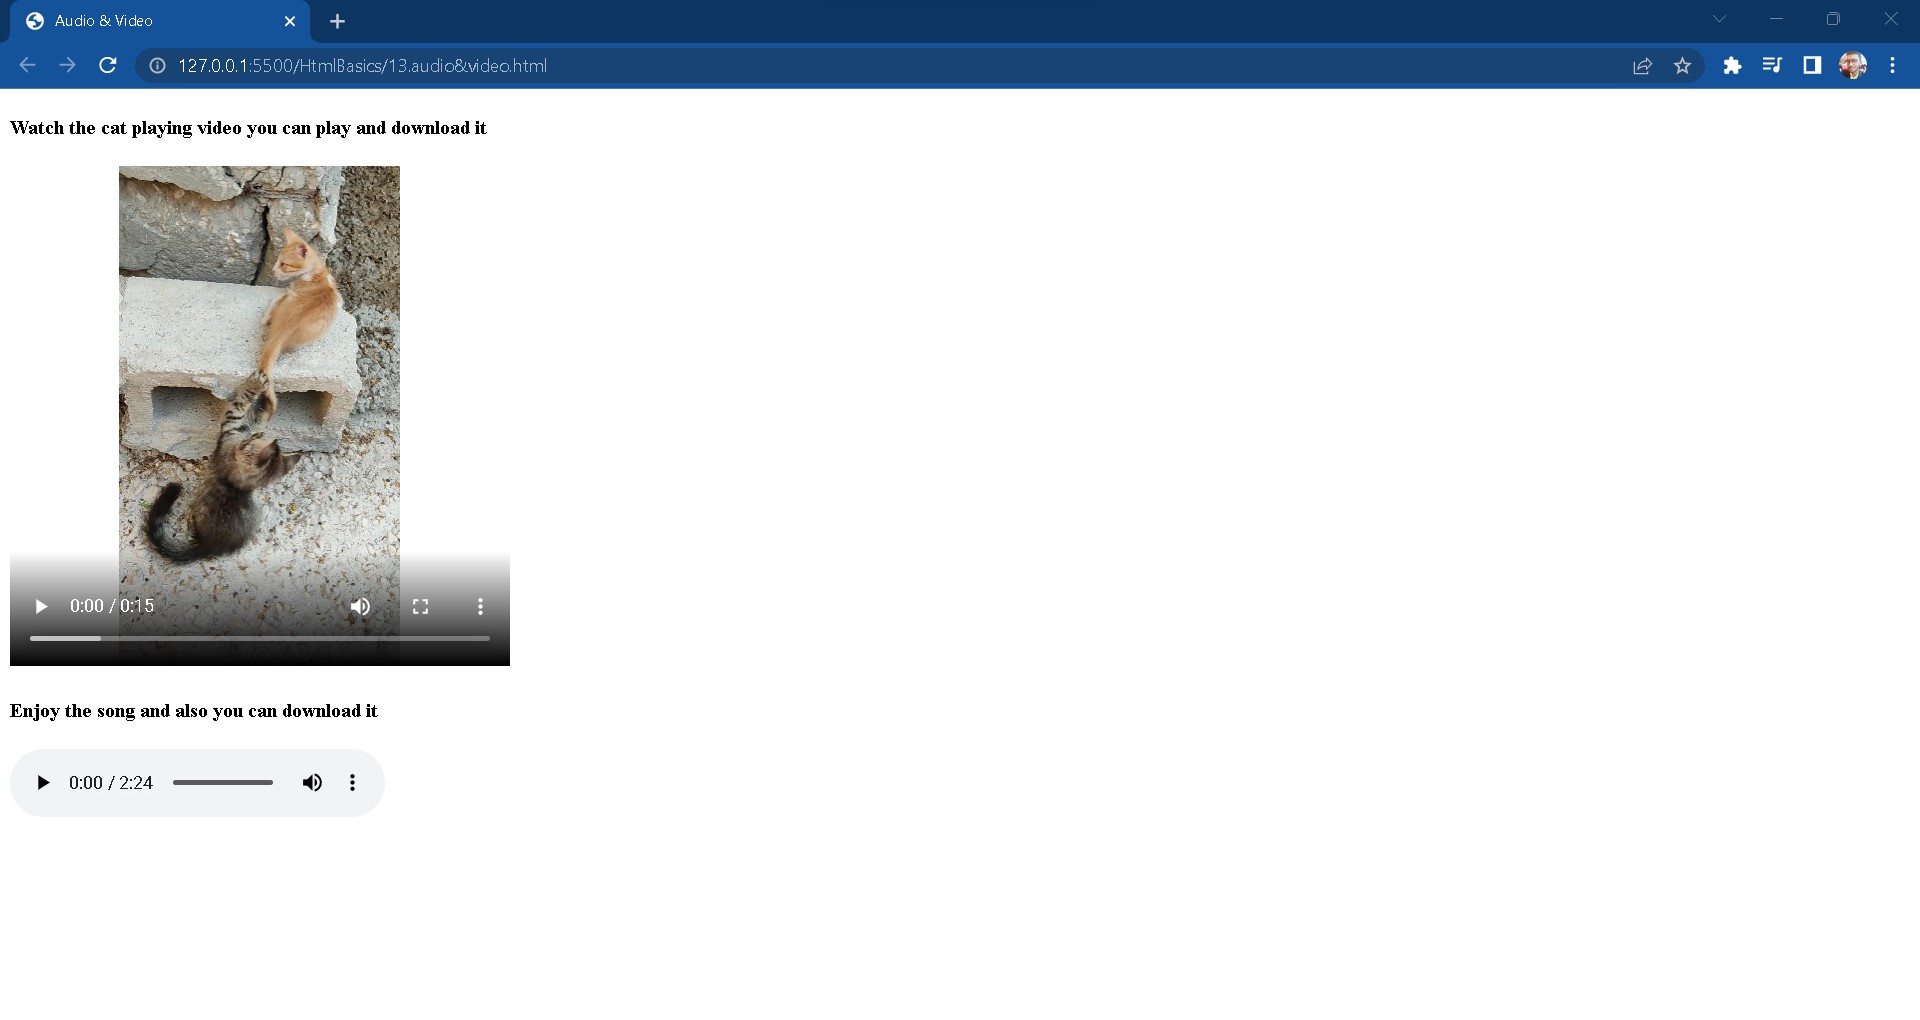 Audio & Video
127.0.0.1:5500/HtmlBasics/13.audio&video.html
Watch the cat playing video you can play and download it
0:00 / 0:15
Enjoy the song and also you can download it
0:00 / 2:24